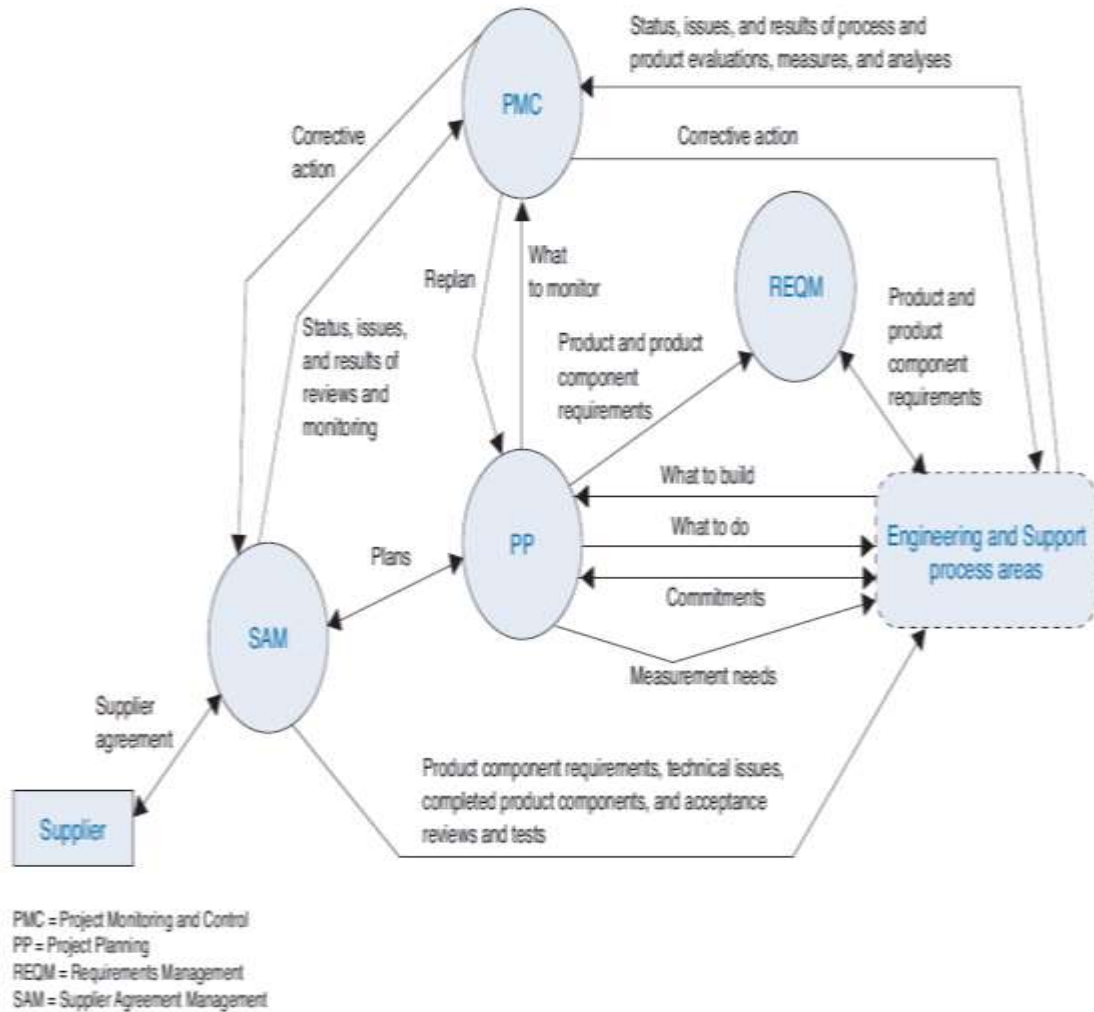 Status, issues, and results of process and
product evaluations, measures, and analyses
PMC
Corrective
action
Corrective action
What
to monitor
Replan
REQM
Product and
product
component
requirements
Status, issues,
and results of
reviews and
monitoring
Product and product
component
requirements
What to build
What to do
Engineering and Support
process areas
PP
Plans
Commitments
SAM
Measurement needs
Supplier
agreement
Product component requirements, technical issues,
completed product components, and acceptance
reviews and tests
Supplier
PMC = Project Monitoring and Control
PP = Project Planning
REQM = Requirements Management
SAM = Supplier Agreement Management